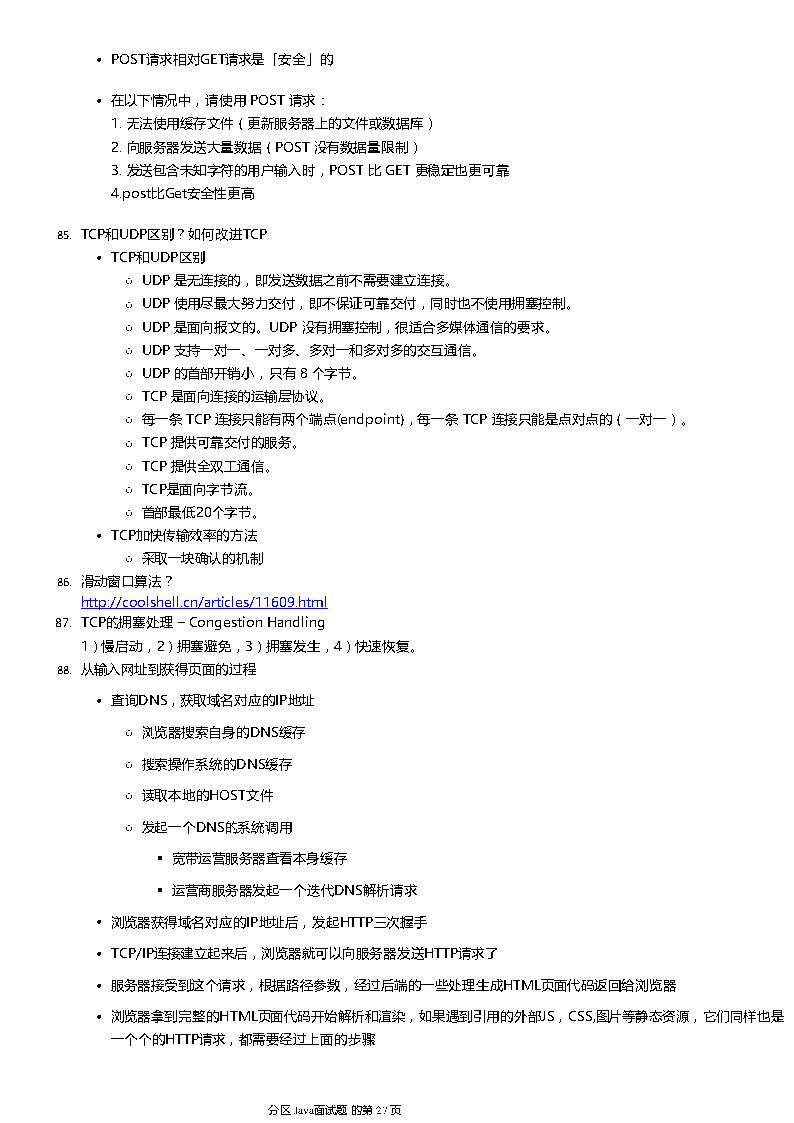 • POST请求相对GET请求是「安全」的
• 在以下情况中，请使用 POST 请求：
1. 无法使用缓存文件（更新服务器上的文件或数据库）
2. 向服务器发送大量数据（POST 没有数据量限制）
3. 发送包含未知字符的用户输入时，POST 比 GET 更稳定也更可靠
4.post比Get安全性更高
85. TCP和UDP区别？如何改进TCP
• TCP和UDP区别
○ UDP 是无连接的，即发送数据之前不需要建立连接。
○ UDP 使用尽最大努力交付，即不保证可靠交付，同时也不使用拥塞控制。
○ UDP 是面向报文的。UDP 没有拥塞控制，很适合多媒体通信的要求。
○ UDP 支持一对一、一对多、多对一和多对多的交互通信。
○ UDP 的首部开销小，只有 8 个字节。
○ TCP 是面向连接的运输层协议。
○ 每一条 TCP 连接只能有两个端点(endpoint)，每一条 TCP 连接只能是点对点的（一对一）。
○ TCP 提供可靠交付的服务。
○ TCP 提供全双工通信。
○ TCP是面向字节流。
○ 首部最低20个字节。
• TCP加快传输效率的方法
○ 采取一块确认的机制
86. 滑动窗口算法？
http://coolshell.cn/articles/11609.html
87. TCP的拥塞处理 – Congestion Handling
1）慢启动，2）拥塞避免，3）拥塞发生，4）快速恢复。
88. 从输入网址到获得页面的过程
• 查询DNS，获取域名对应的IP地址
○ 浏览器搜索自身的DNS缓存
○ 搜索操作系统的DNS缓存
○ 读取本地的HOST文件
○ 发起一个DNS的系统调用
▪ 宽带运营服务器查看本身缓存
▪ 运营商服务器发起一个迭代DNS解析请求
• 浏览器获得域名对应的IP地址后，发起HTTP三次握手
• TCP/IP连接建立起来后，浏览器就可以向服务器发送HTTP请求了
• 服务器接受到这个请求，根据路径参数，经过后端的一些处理生成HTML页面代码返回给浏览器
• 浏览器拿到完整的HTML页面代码开始解析和渲染，如果遇到引用的外部JS，CSS,图片等静态资源，它们同样也是
一个个的HTTP请求，都需要经过上面的步骤
分区 Java面试题 的第 27 页